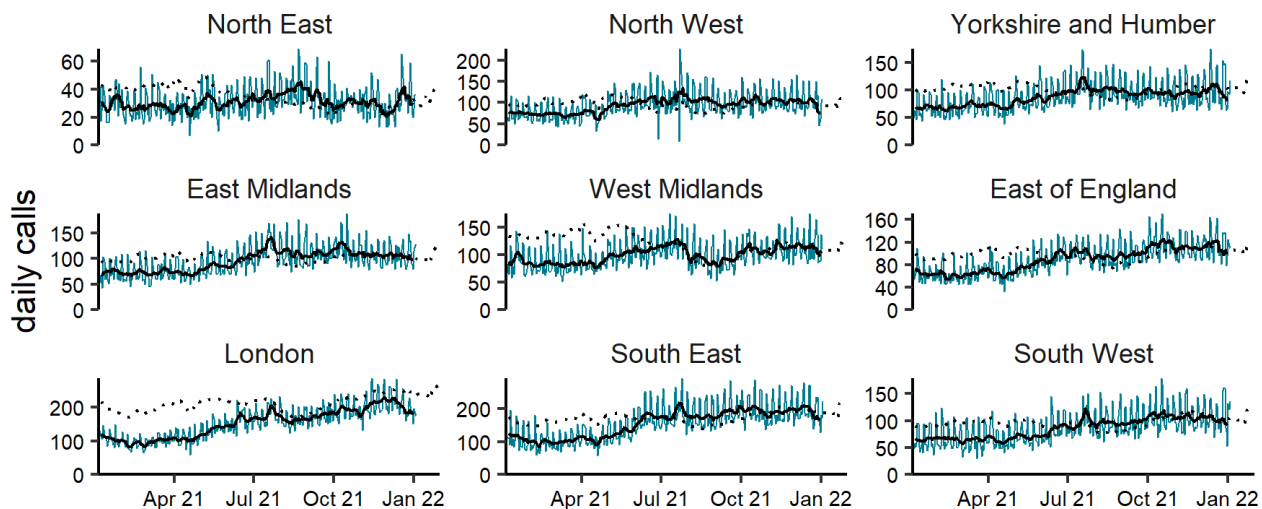 North East
North West
Yorkshire and Humber
60
40
20
0
200
150
100
50
0
150
100
50
0
East Midlands
West Midlands
East of England
150
100
50
0
150
100
50
0
160
120
80
40
0
daily calls
London
South East
South West
200
100
0
200
100
0
150
100
50
0
Apr 21 Jul 21 Oct 21 Jan 22
Apr 21 Jul 21 Oct 21 Jan 22
Apr 21 Jul 21 Oct 21 Jan 22